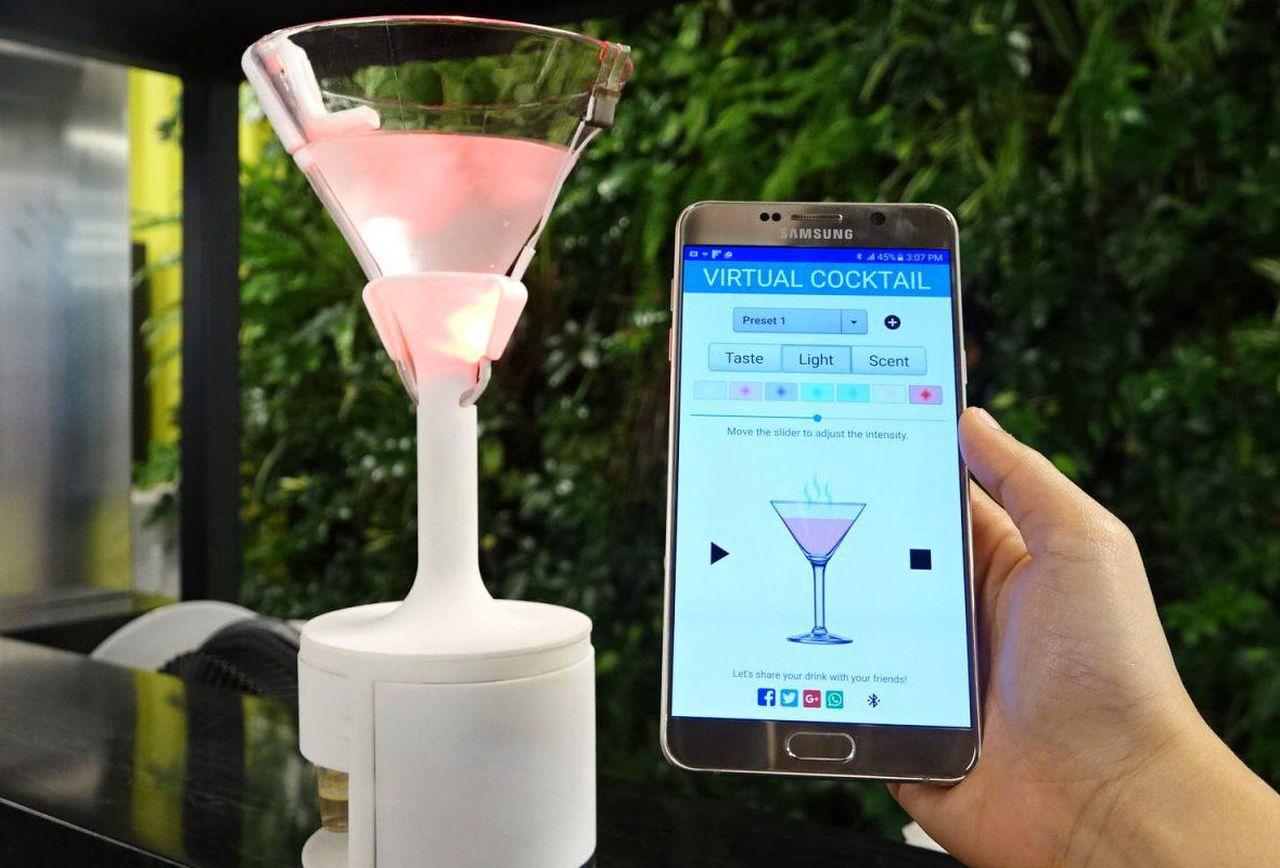 SAMSUNG
45% 3:07 PM
VIRTUAL COCKTAIL
Preset 1
Taste Light Scent
Move the slider to adjust the intensity.
Let's share your drink with your friends!
f G+